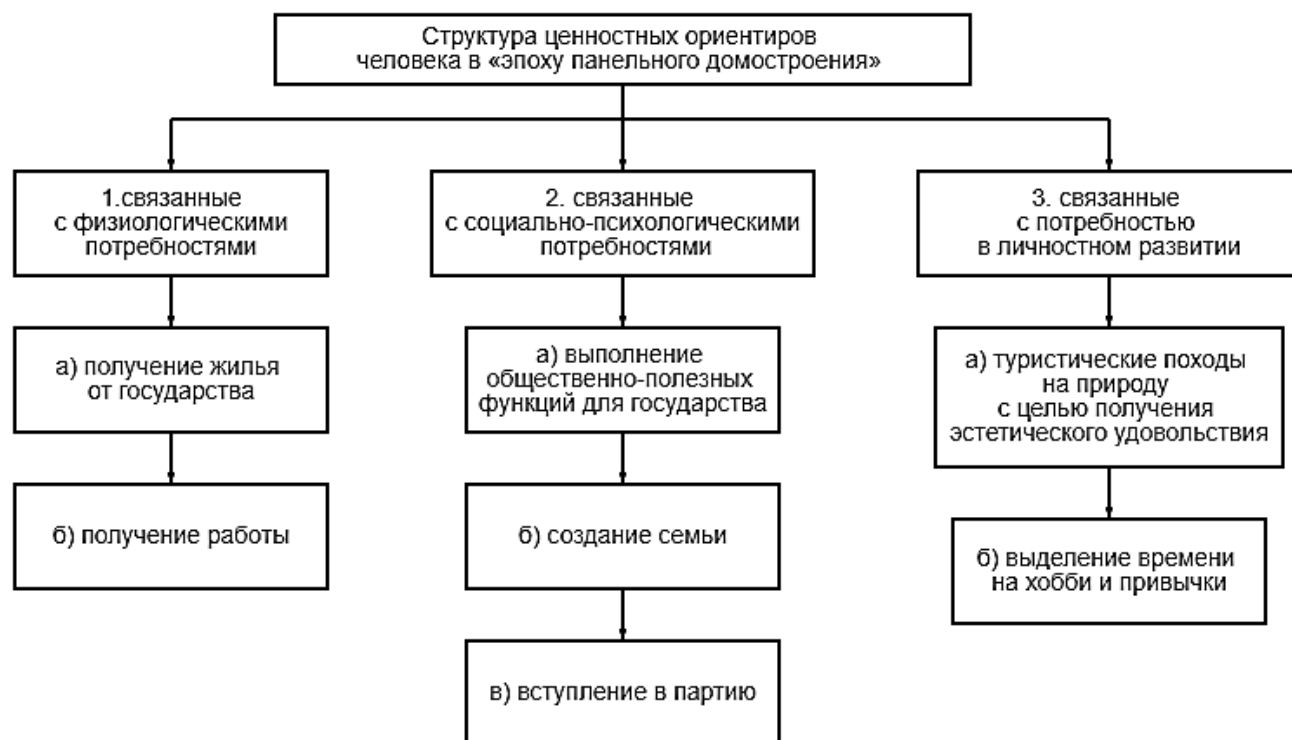 Структура ценностных ориентиров
человека в «эпоху панельного домостроения»
1.связанные
с физиологическими
потребностями
2. связанные
с социально-психологическими
потребностями
3. связанные
с потребностью
в личностном развитии
а) получение жилья
от государства
а) выполнение
общественно-полезных
функций для государства
а) туристические походы
на природу
с целью получения
эстетического удовольствия
б) получение работы
б) создание семьи
б) выделение времени
на хобби и привычки
в) вступление в партию